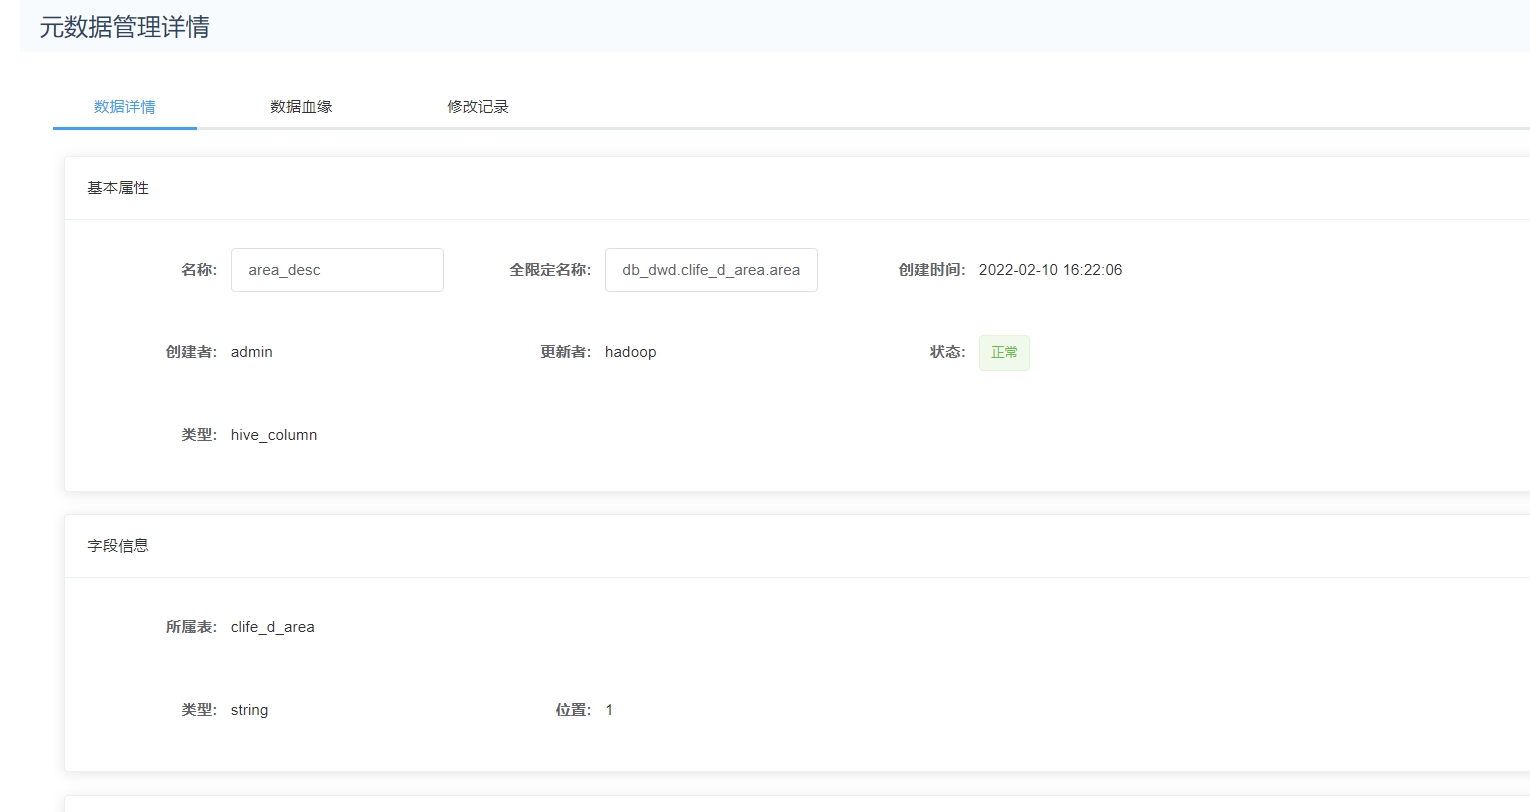 元数据管理详情
数据详情 数据血缘 修改记录
基本属性
名称: area_desc 全限定名称: db_dwd.clife_d_area.area 创建时间: 2022-02-10 16:22:06
创建者: admin 更新者: hadoop 状态: 正常
类型: hive_column
字段信息
所属表: clife_d_area
类型: string 位置: 1